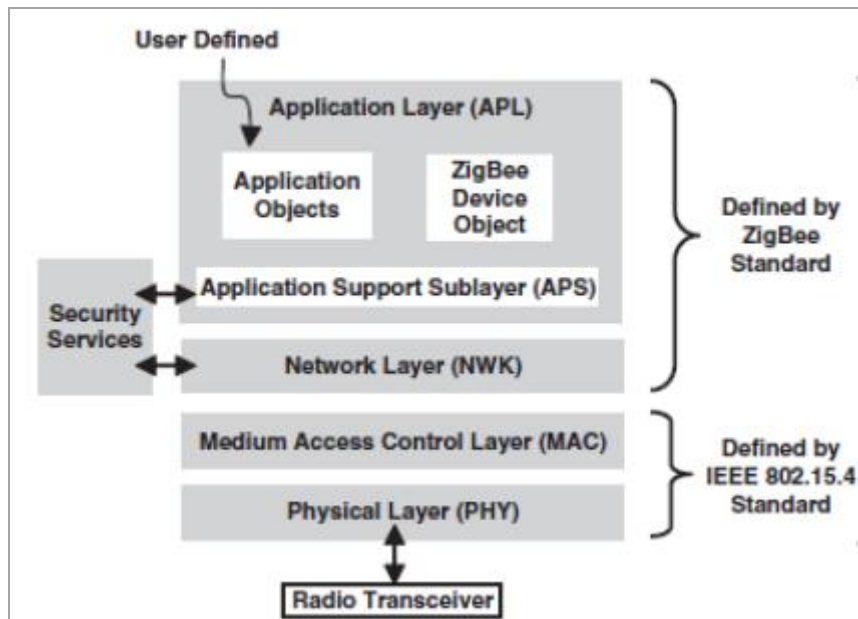 User Defined
Application Layer (APL)
Application
Objects
ZigBee
Device
Object
Application Support Sublayer (APS)
Security
Services
Network Layer (NWK)
Defined by
ZigBee
Standard
Medium Access Control Layer (MAC)
Physical Layer (PHY)
Defined by
IEEE 802.15.4
Standard
Radio Transceiver